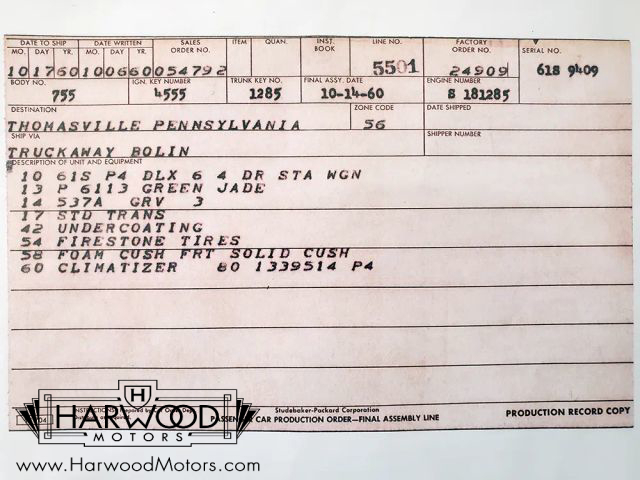 DATE TO SHIP DATE WRITTEN SALES ORDER NO. ITEM QUAN. INST. BOOK LINE NO. FACTORY ORDER NO. SERIAL NO.
MO. DAY YR. MO. DAY YR.
10 17 60 10 06 60 054792 5501 24909 61S 9409
BODY NO. IGN. KEY NUMBER TRUNK KEY NO. FINAL ASSY. DATE ENGINE NUMBER
755 4555 1285 10-14-60 S 181285
DESTINATION ZONE CODE DATE SHIPPED
THOMASVILLE PENNSYLVANIA 56
SHIP VIA SHIPPER NUMBER
TRUCKAWAY BOLIN
DESCRIPTION OF UNIT AND EQUIPMENT
10 61S P4 DLX 6 4 DR STA WGN
13 P 6113 GREEN JADE
14 537A GRV 3
17 STD TRANS
42 UNDERCOATING
54 FIRESTONE TIRES
58 FOAM CUSH FRT SOLID CUSH
60 CLIMATIZER 80 1339514 P4
H
HARWOOD
MOTORS
Studebaker-Packard Corporation
CAR PRODUCTION ORDER—FINAL ASSEMBLY LINE
PRODUCTION RECORD COPY
www.HarwoodMotors.com